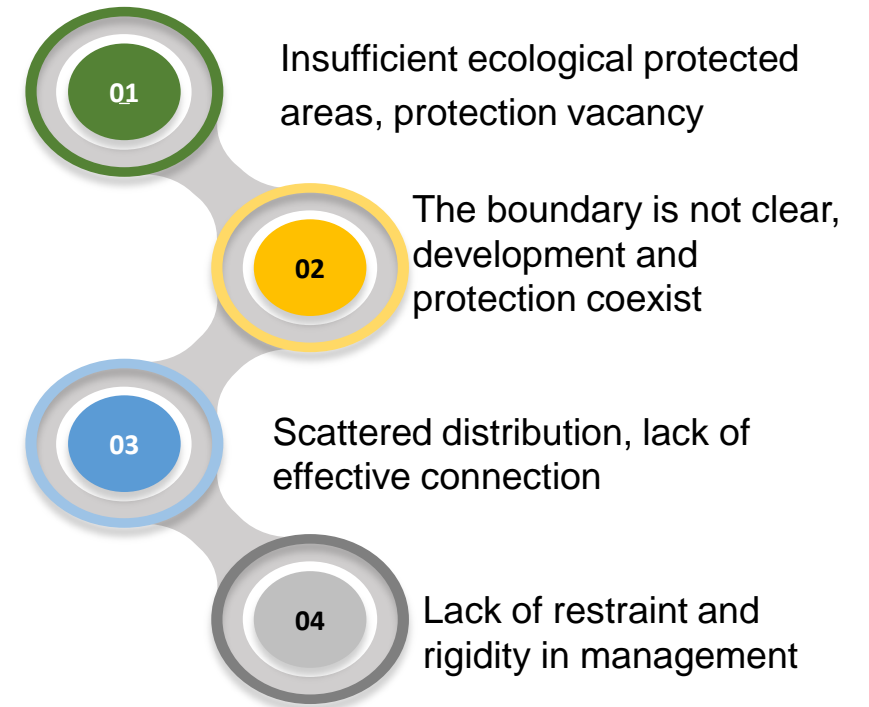 01
Insufficient ecological protected
areas, protection vacancy
02
The boundary is not clear,
development and
protection coexist
03
Scattered distribution, lack of
effective connection
04
Lack of restraint and
rigidity in management